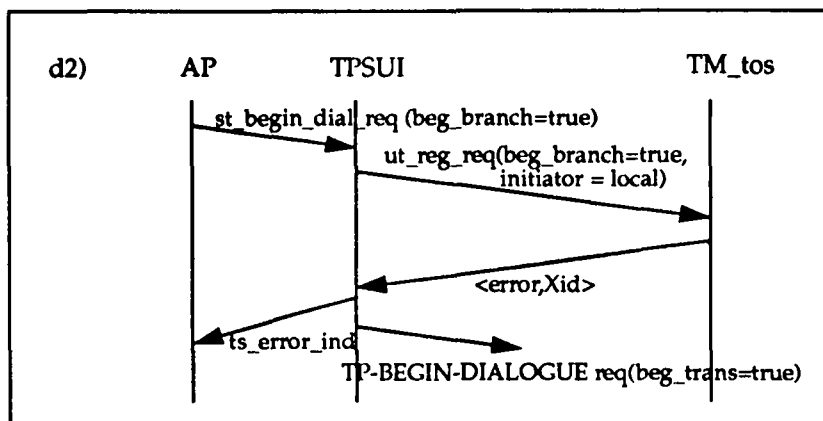 d2) AP TPSUI TM_tos
st_begin_dial_req (beg_branch=true)
ut_reg_req(beg_branch=true,
initiator = local)
<error,Xid>
ts_error_ind
TP-BEGIN-DIALOGUE req(beg_trans=true)